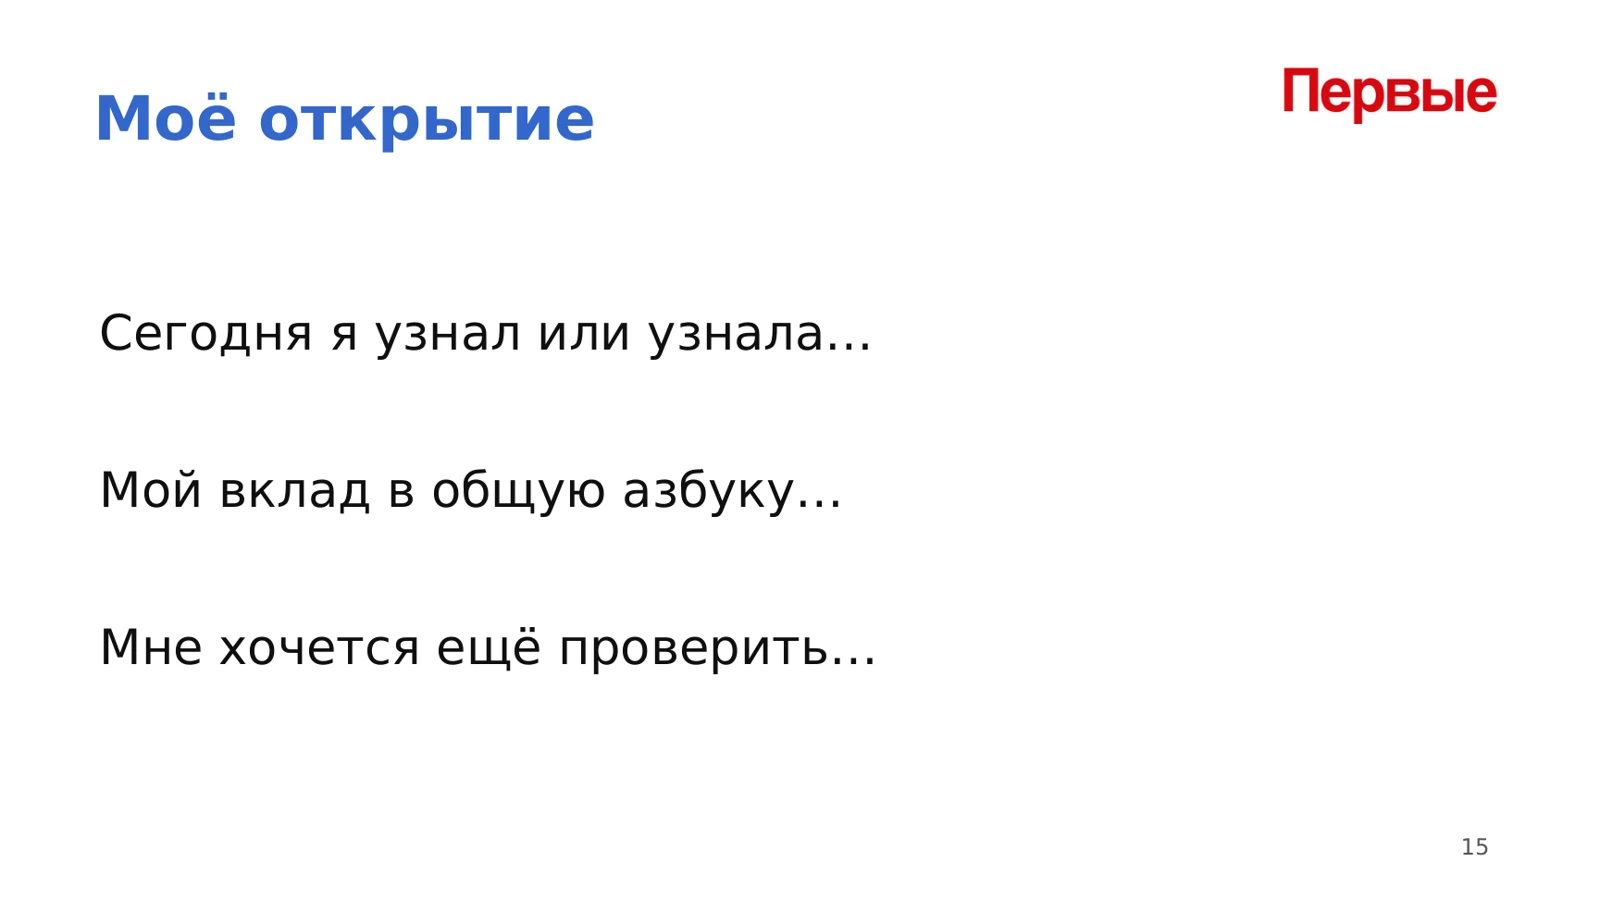 Первые
Моё открытие
Сегодня я узнал или узнала…
Мой вклад в общую азбуку…
Мне хочется ещё проверить…
15